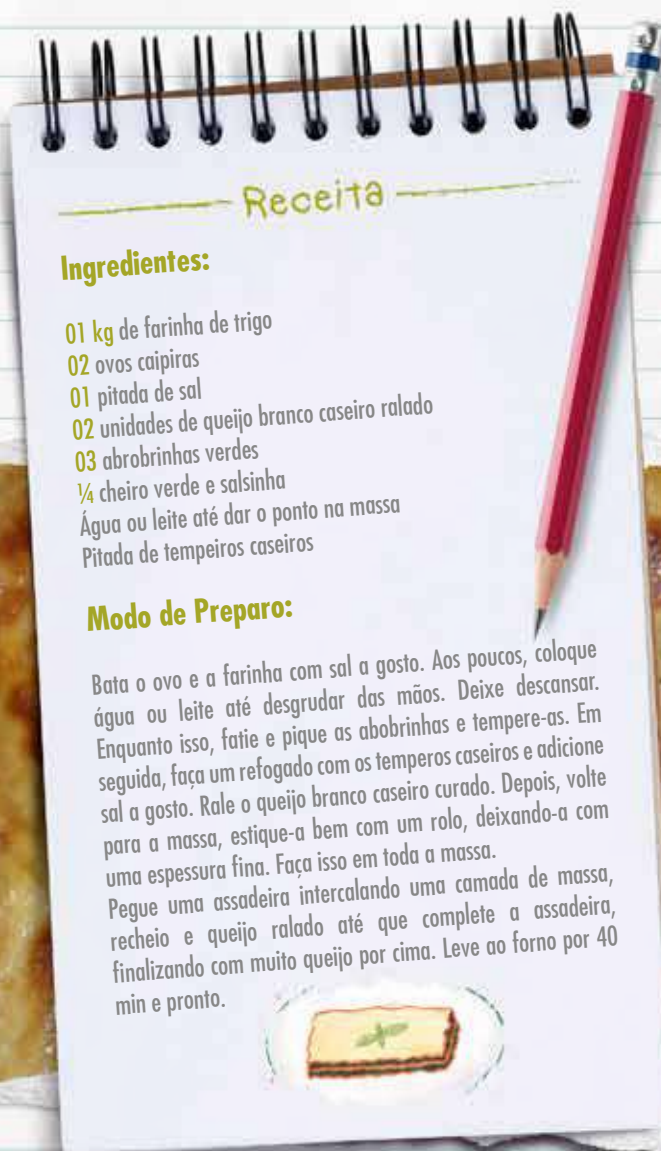 Receita
Ingredientes:
01 kg de farinha de trigo
02 ovos caipiras
01 pitada de sal
02 unidades de queijo branco caseiro ralado
03 abrobrinhas verdes
¼ cheiro verde e salsinha
Água ou leite até dar o ponto na massa
Pitada de tempeiros caseiros
Modo de Preparo:
Bata o ovo e a farinha com sal a gosto. Aos poucos, coloque
água ou leite até desgrudar das mãos. Deixe descansar.
Enquanto isso, fatie e pique as abobrinhas e tempere-as. Em
seguida, faça um refogado com os temperos caseiros e adicione
sal a gosto. Rale o queijo branco caseiro curado. Depois, volte
para a massa, estique-a bem com um rolo, deixando-a com
uma espessura fina. Faça isso em toda a massa.
Pegue uma assadeira intercalando uma camada de massa,
recheio e queijo ralado até que complete a assadeira,
finalizando com muito queijo por cima. Leve ao forno por 40
min e pronto.